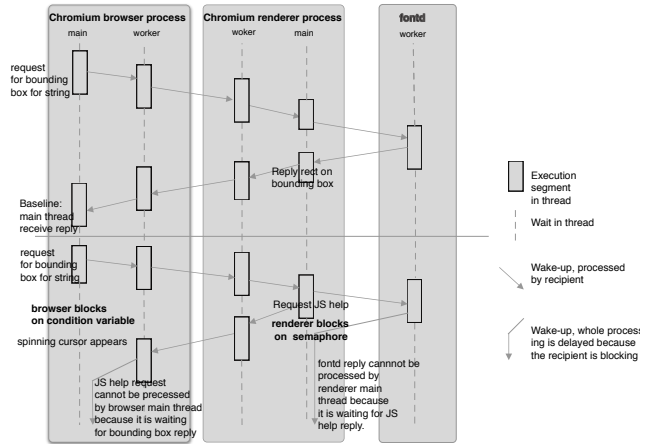 Chromium browser process
Chromium renderer process
fontd
main
worker
woker
main
worker
request
for bounding
box for string
Reply rect on
bounding box
Baseline:
main thread
receive reply
request
for bounding
box for string
Request JS help
browser blocks
on condition variable
renderer blocks
on semaphore
spinning cursor appears
JS help request
cannot be precessed
by browser main thread
because it is waiting
for bounding box reply
fontd reply cannnot be
processed by
renderer main
thread because
it is waiting for JS
help reply.
Execution
segment
in thread
Wait in thread
Wake-up, processed
by recipient
Wake-up, whole process-
ing is delayed because
the recipient is blocking